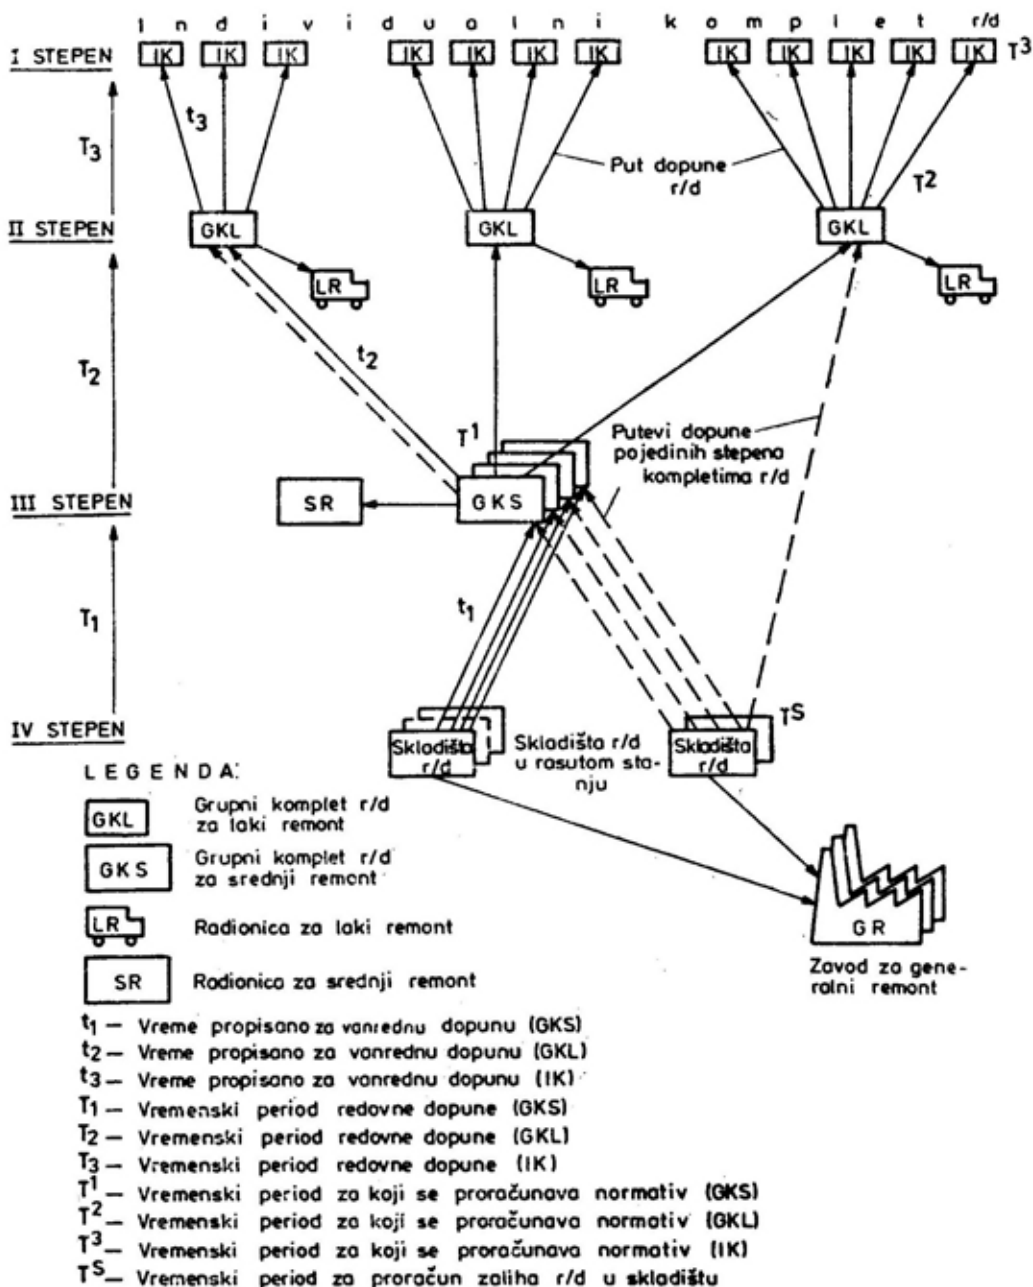 I n d i v i d u a l n i k o m p l e t r/d
I STEPEN IK IK IK IK IK IK IK IK IK IK IK IK T³
t₃
T₃
Put dopune
r/d
T²
II STEPEN GKL GKL GKL
LR LR LR
t₂
T₂
T¹
Putevi dopune
pojedinih stepena
kompletima r/d
III STEPEN SR GKS
t₁
T₁
IV STEPEN
Skladišta
r/d
Skladišta r/d
u rasutom sta-
nju
Skladišta
r/d
Tˢ
LEGENDA:
GKL Grupni komplet r/d
za laki remont
GKS Grupni komplet r/d
za srednji remont
LR Radionica za laki remont
SR Radionica za srednji remont
GR
Zavod za gene-
ralni remont
t₁ — Vreme propisano za vanrednu dopunu (GKS)
t₂ — Vreme propisano za vanrednu dopunu (GKL)
t₃ — Vreme propisano za vanrednu dopunu (IK)
T₁ — Vremenski period redovne dopune (GKS)
T₂ — Vremenski period redovne dopune (GKL)
T₃ — Vremenski period redovne dopune (IK)
T¹ — Vremenski period za koji se proračunava normativ (GKS)
T² — Vremenski period za koji se proračunava normativ (GKL)
T³ — Vremenski period za koji se proračunava normativ (IK)
Tˢ — Vremenski period za proračun zaliha r/d u skladištu